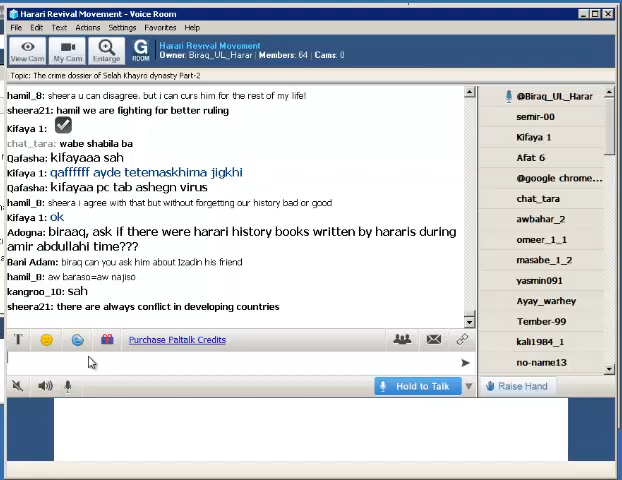 Harari Revival Movement - Voice Room
File Edit Text Actions Settings Favorites Help
View Cam
My Cam
Enlarge
G
ROOM
Harari Revival Movement
Owner: Biraq_UL_Harar | Members: 64 | Cams: 0
Topic: The crime dossier of Selah Khayro dynasty Part-2
hamil_8: sheera u can disagree. but i can curs him for the rest of my life!
sheera21: hamil we are fighting for better ruling
Kifaya 1:
chat_tara: wabe shabila ba
Qafasha: kifayaaa sah
Kifaya 1: qaffffff ayde tetemaskhima jigkhi
Qafasha: kifayaa pc tab ashegn virus
hamil_8: sheera i agree with that but without forgetting our history bad or good
Kifaya 1: ok
Adogna: biraaq, ask if there were harari history books written by hararis during
amir abdullahi time???
Bani Adam: biraq can you ask him about Izadin his friend
hamil_8: aw baraso=aw najiso
kangroo_10: sah
sheera21: there are always conflict in developing countries
T
Purchase Paltalk Credits
Hold to Talk
@Biraq_UL_Harar
semir-00
Kifaya 1
Afat 6
@google chrome...
chat_tara
awbahar_2
omeer_1_1
masabe_1_2
yasmin091
Ayay_warhey
Tember-99
kali1984_1
no-name13
Raise Hand